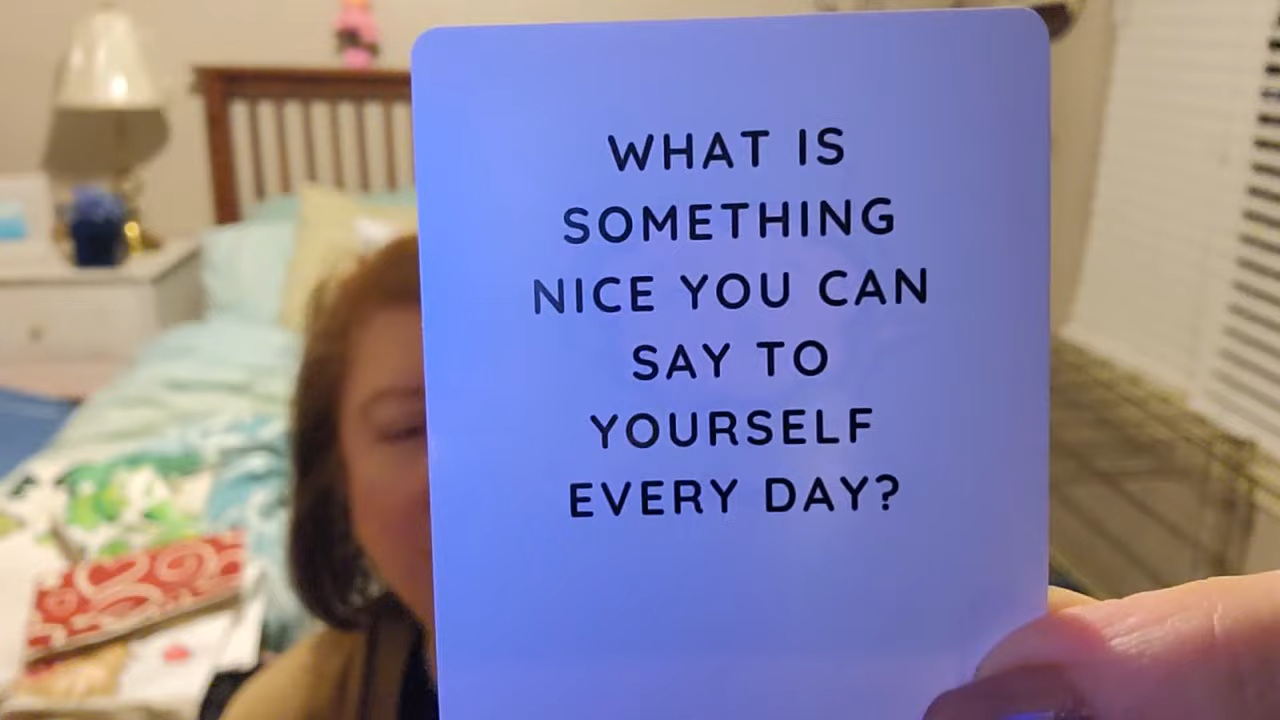 WHAT IS
SOMETHING
NICE YOU CAN
SAY TO
YOURSELF
EVERY DAY?